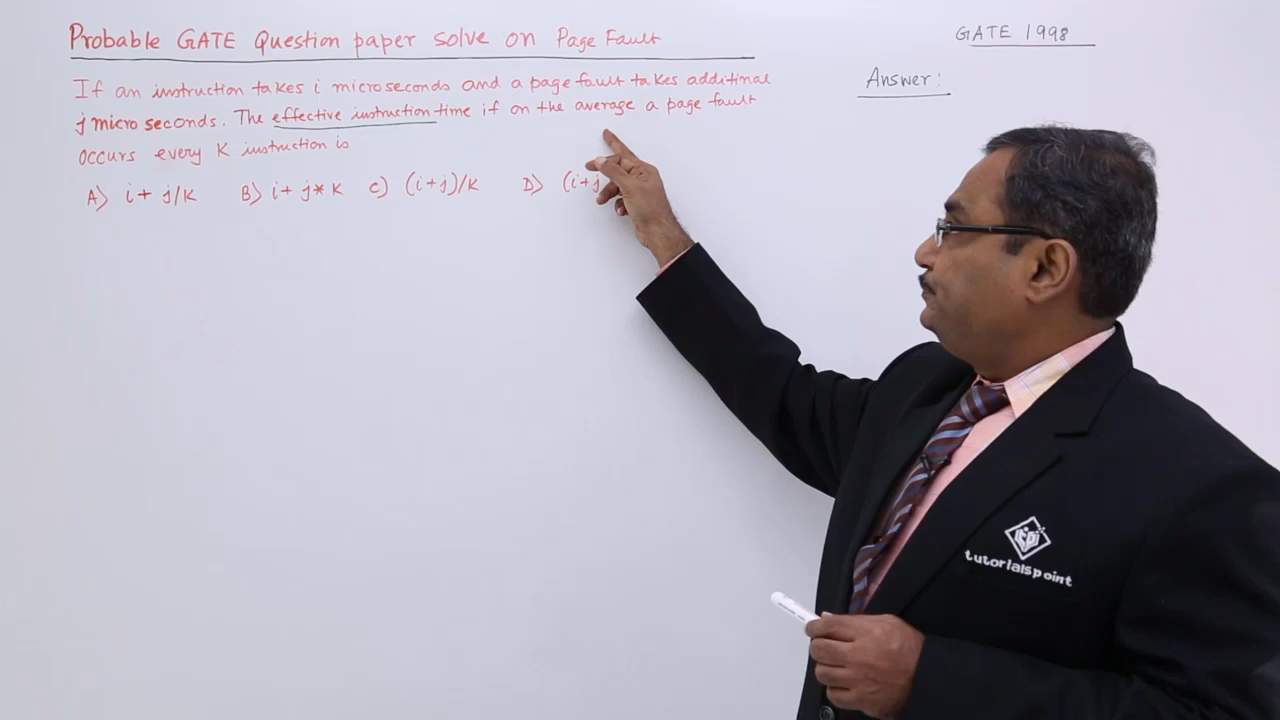 Probable GATE Question paper solve on Page Fault
GATE 1998
If an instruction takes i microseconds and a page fault takes additinal
j micro seconds. The effective instruction time if on the average a page fault
occurs every K instruction is
A) i + j/K B) i + j* K C) (i+j)/K D) (i+j
Answer:
tutorialspoint